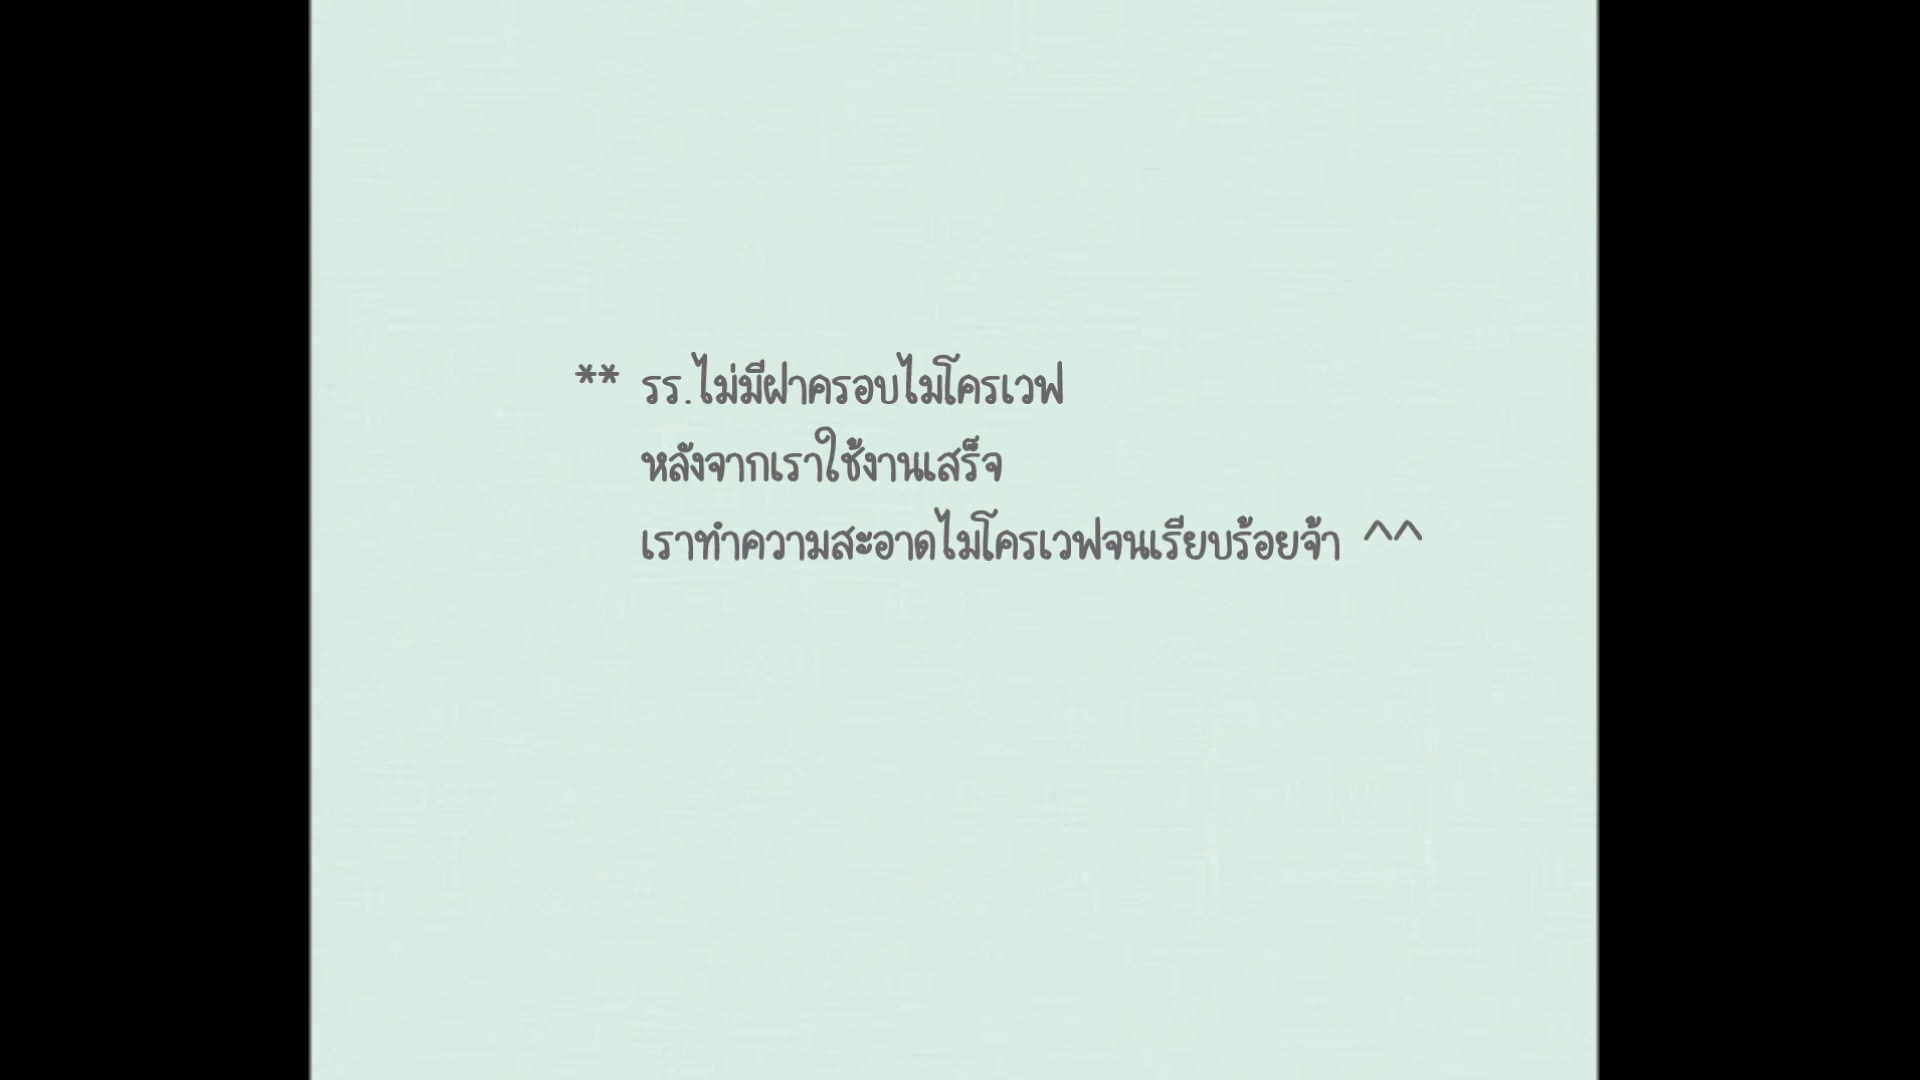 ** รร.ไม่มีฝาครอบไมโครเวฟ
หลังจากเราใช้งานเสร็จ
เราทำความสะอาดไมโครเวฟจนเรียบร้อยจ้า ^^